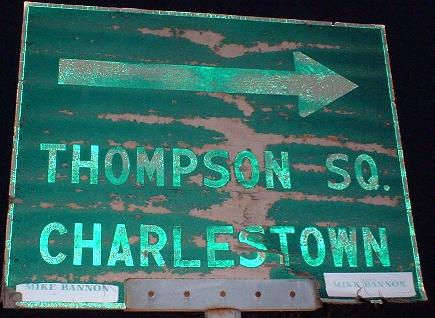 THOMPSON SQ.
CHARLESTOWN
MIKE BANNON MIKE BANNON